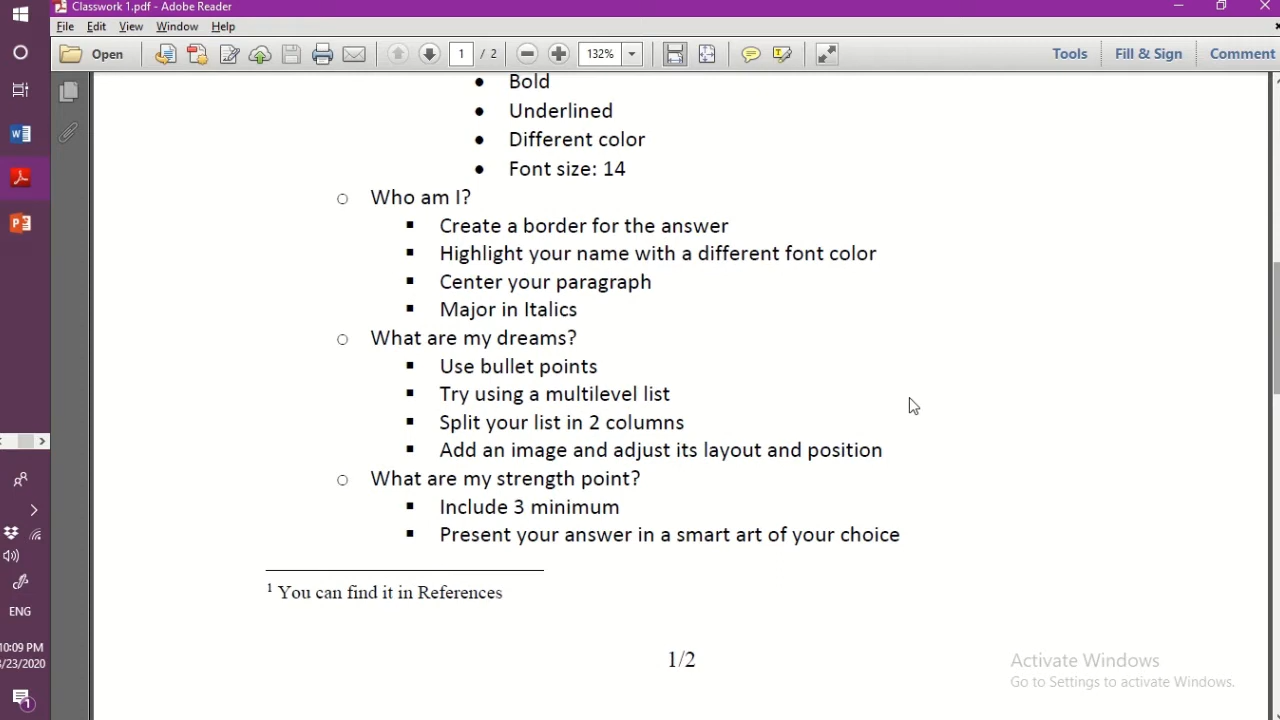 Classwork 1.pdf - Adobe Reader
File Edit View Window Help
Open 1 / 2 132% Tools Fill & Sign Comment
• Bold
• Underlined
• Different color
• Font size: 14
o Who am I?
▪ Create a border for the answer
▪ Highlight your name with a different font color
▪ Center your paragraph
▪ Major in Italics
o What are my dreams?
▪ Use bullet points
▪ Try using a multilevel list
▪ Split your list in 2 columns
▪ Add an image and adjust its layout and position
o What are my strength point?
▪ Include 3 minimum
▪ Present your answer in a smart art of your choice
1 You can find it in References
1/2
Activate Windows
Go to Settings to activate Windows.
ENG
10:09 PM
/23/2020
1